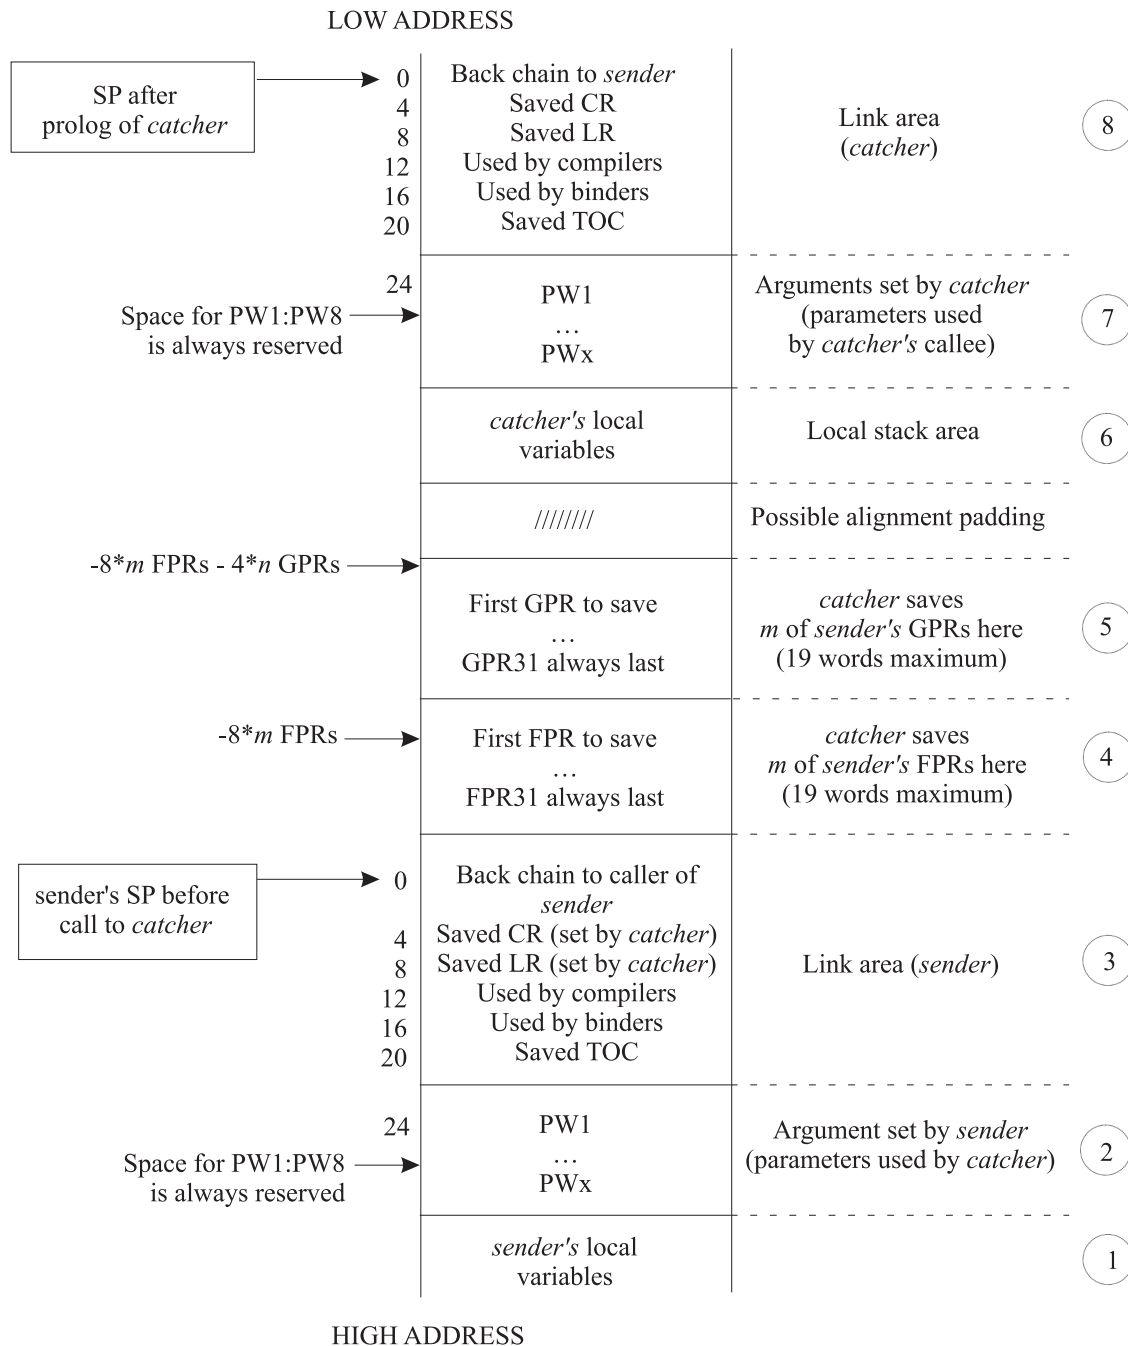 LOW ADDRESS
SP after
prolog of catcher
0
Back chain to sender
4
Saved CR
8
Saved LR
12
Used by compilers
16
Used by binders
20
Saved TOC
Link area
(catcher)
8
24
Space for PW1:PW8
is always reserved
PW1
...
PWx
Arguments set by catcher
(parameters used
by catcher's callee)
7
catcher's local
variables
Local stack area
6
////////
Possible alignment padding
-8*m FPRs - 4*n GPRs
First GPR to save
...
GPR31 always last
catcher saves
m of sender's GPRs here
(19 words maximum)
5
-8*m FPRs
First FPR to save
...
FPR31 always last
catcher saves
m of sender's FPRs here
(19 words maximum)
4
sender's SP before
call to catcher
0
Back chain to caller of
sender
4
Saved CR (set by catcher)
8
Saved LR (set by catcher)
12
Used by compilers
16
Used by binders
20
Saved TOC
Link area (sender)
3
24
Space for PW1:PW8
is always reserved
PW1
...
PWx
Argument set by sender
(parameters used by catcher)
2
sender's local
variables
1
HIGH ADDRESS